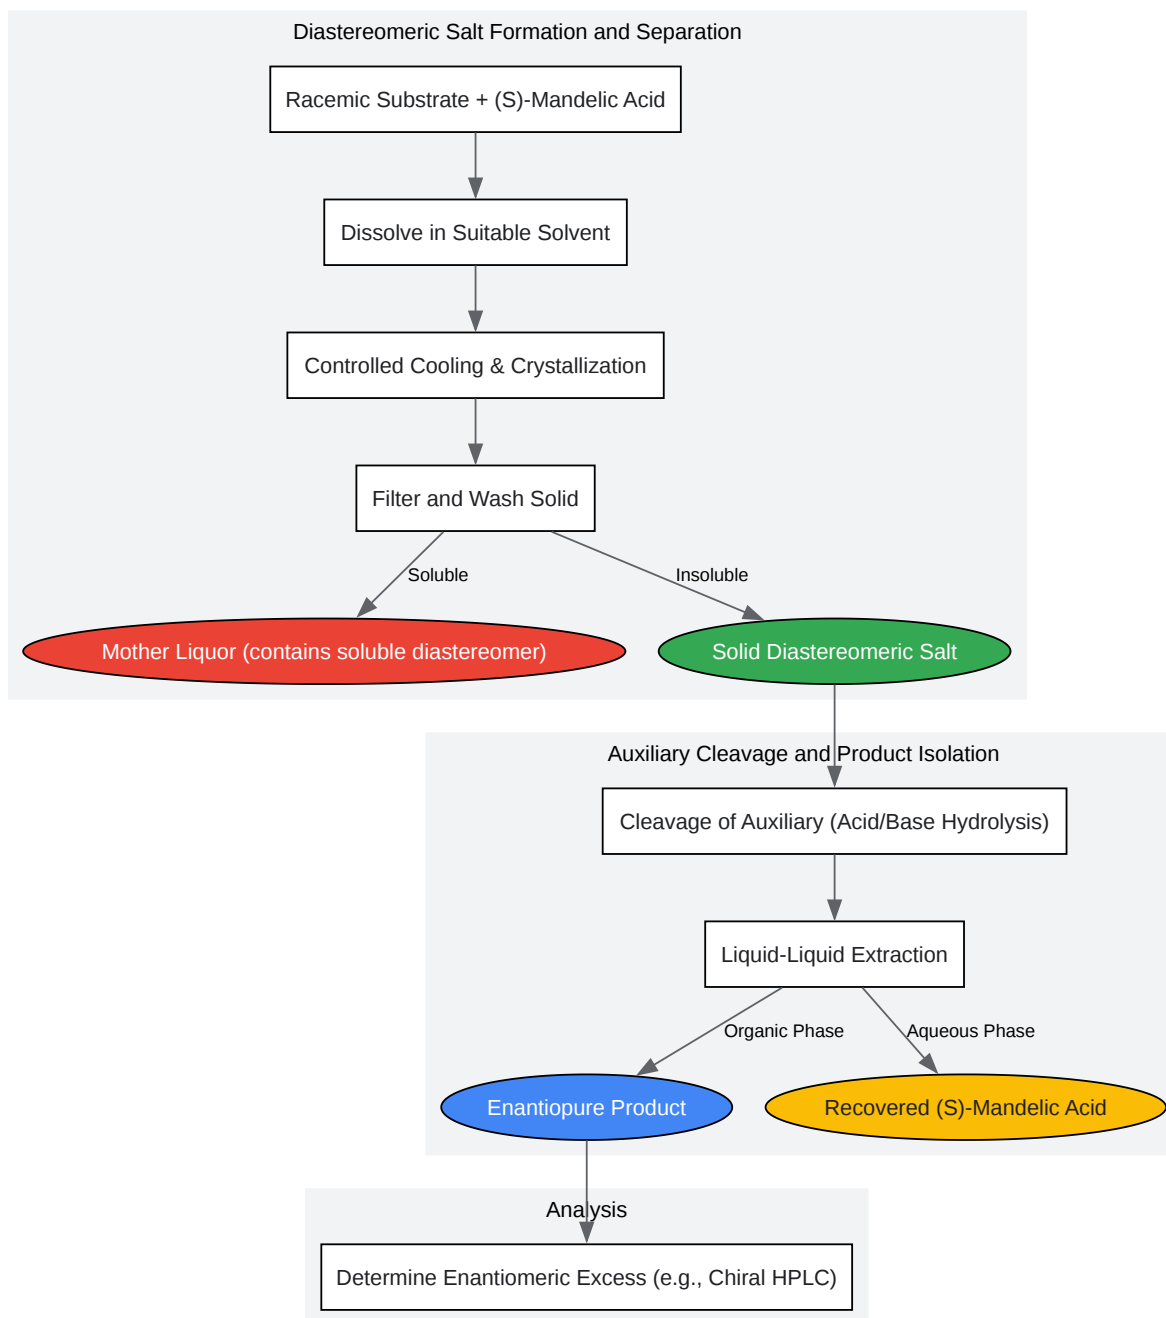 Diastereomeric Salt Formation and Separation
Racemic Substrate + (S)-Mandelic Acid
Dissolve in Suitable Solvent
Controlled Cooling & Crystallization
Filter and Wash Solid
Soluble
Insoluble
Mother Liquor (contains soluble diastereomer)
Solid Diastereomeric Salt
Auxiliary Cleavage and Product Isolation
Cleavage of Auxiliary (Acid/Base Hydrolysis)
Liquid-Liquid Extraction
Organic Phase
Aqueous Phase
Enantiopure Product
Recovered (S)-Mandelic Acid
Analysis
Determine Enantiomeric Excess (e.g., Chiral HPLC)